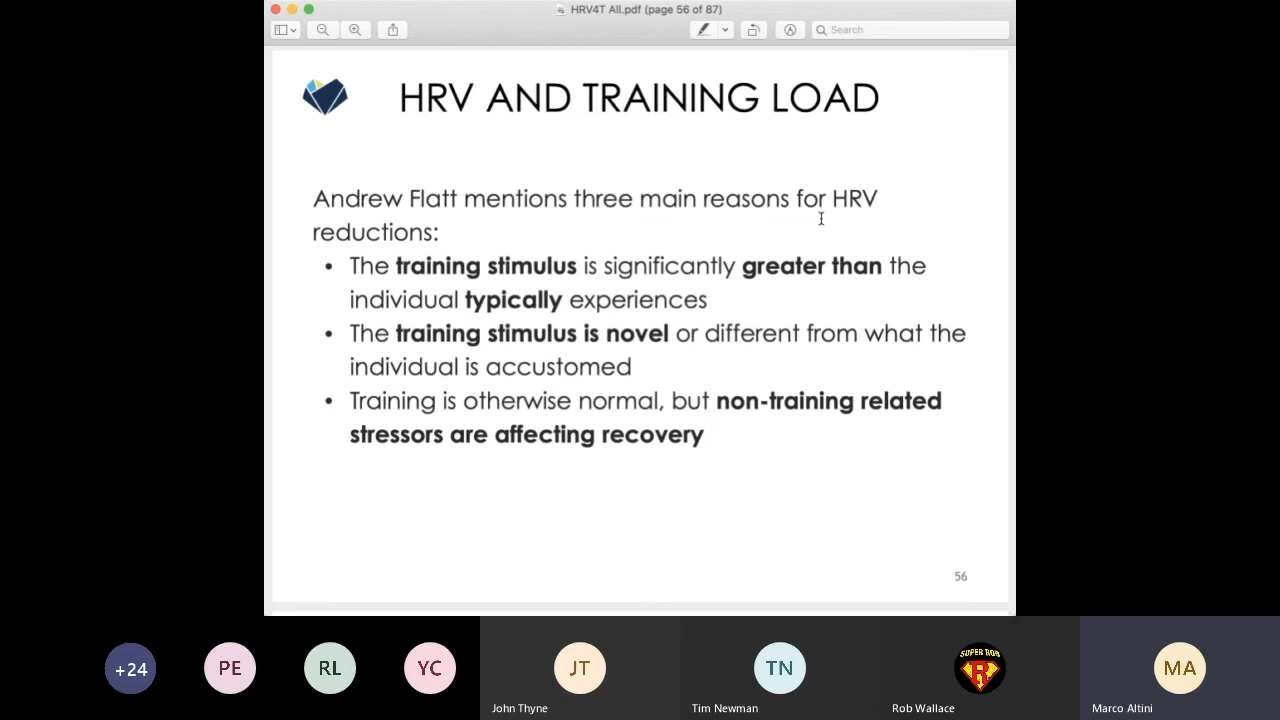 HRV4T All.pdf (page 56 of 87)
Search
HRV AND TRAINING LOAD
Andrew Flatt mentions three main reasons for HRV
reductions:
• The training stimulus is significantly greater than the
individual typically experiences
• The training stimulus is novel or different from what the
individual is accustomed
• Training is otherwise normal, but non-training related
stressors are affecting recovery
56
+24
PE
RL
YC
JT
TN
SUPER ROB
R
MA
John Thyne
Tim Newman
Rob Wallace
Marco Altini